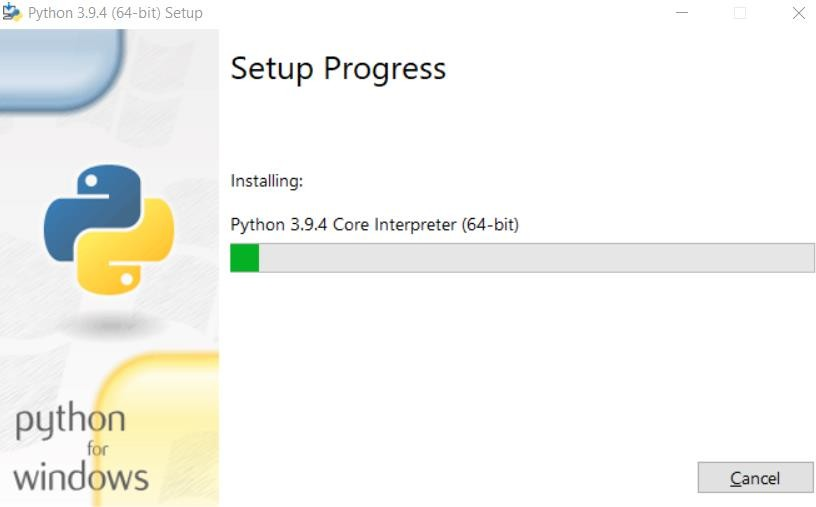 Python 3.9.4 (64-bit) Setup
Setup Progress
Installing:
Python 3.9.4 Core Interpreter (64-bit)
python
for
windows
Cancel